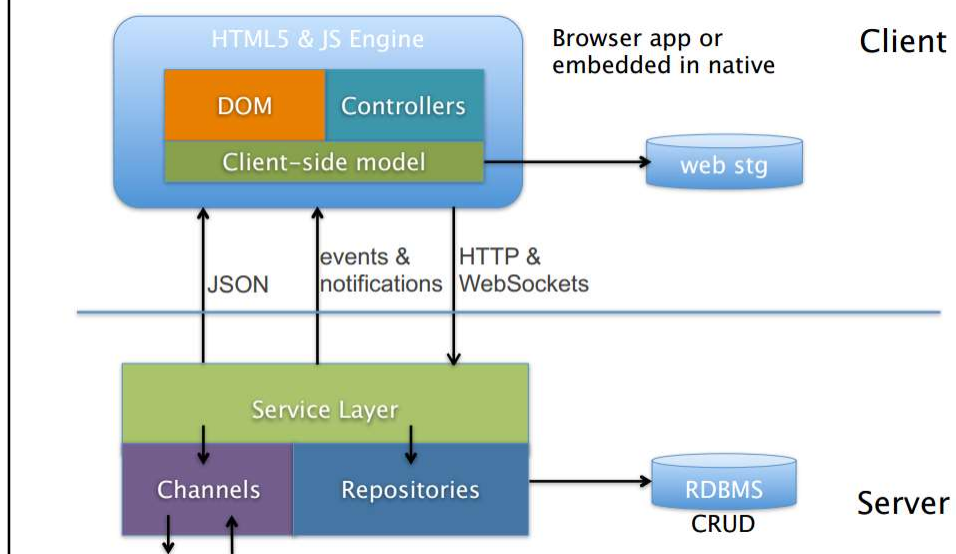 HTML5 & JS Engine
Browser app or
embedded in native
Client
DOM
Controllers
Client-side model
web stg
JSON
events &
notifications
HTTP &
WebSockets
Service Layer
Channels
Repositories
RDBMS
CRUD
Server